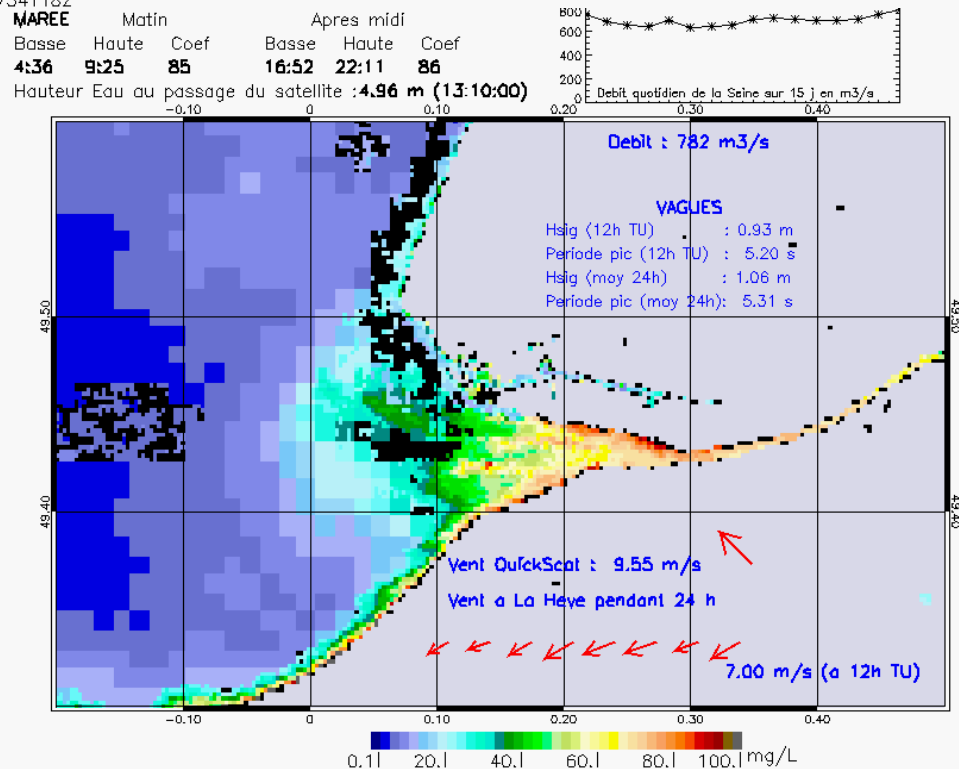 MAREE Matin Apres midi
Basse Haute Coef Basse Haute Coef
4:36 9:25 85 16:52 22:11 86
Hauteur Eau au passage du satellite :4.96 m (13:10:00)
800
600
400
200
0
Debit quotidien de la Seine sur 15 j en m3/s
-0.10 0 0.10 0.20 0.30 0.40
Debit : 782 m3/s
VAGUES
Hsig (12h TU) : 0.93 m
Periode pic (12h TU) : 5.20 s
Hsig (moy 24h) : 1.06 m
Periode pic (moy 24h): 5.31 s
49.50 49.50
49.40 49.40
Vent QuickScat : 9.55 m/s
Vent a La Heve pendant 24 h
7.00 m/s (a 12h TU)
-0.10 0 0.10 0.20 0.30 0.40
0.1| 20.| 40.| 60.| 80.| 100.| mg/L